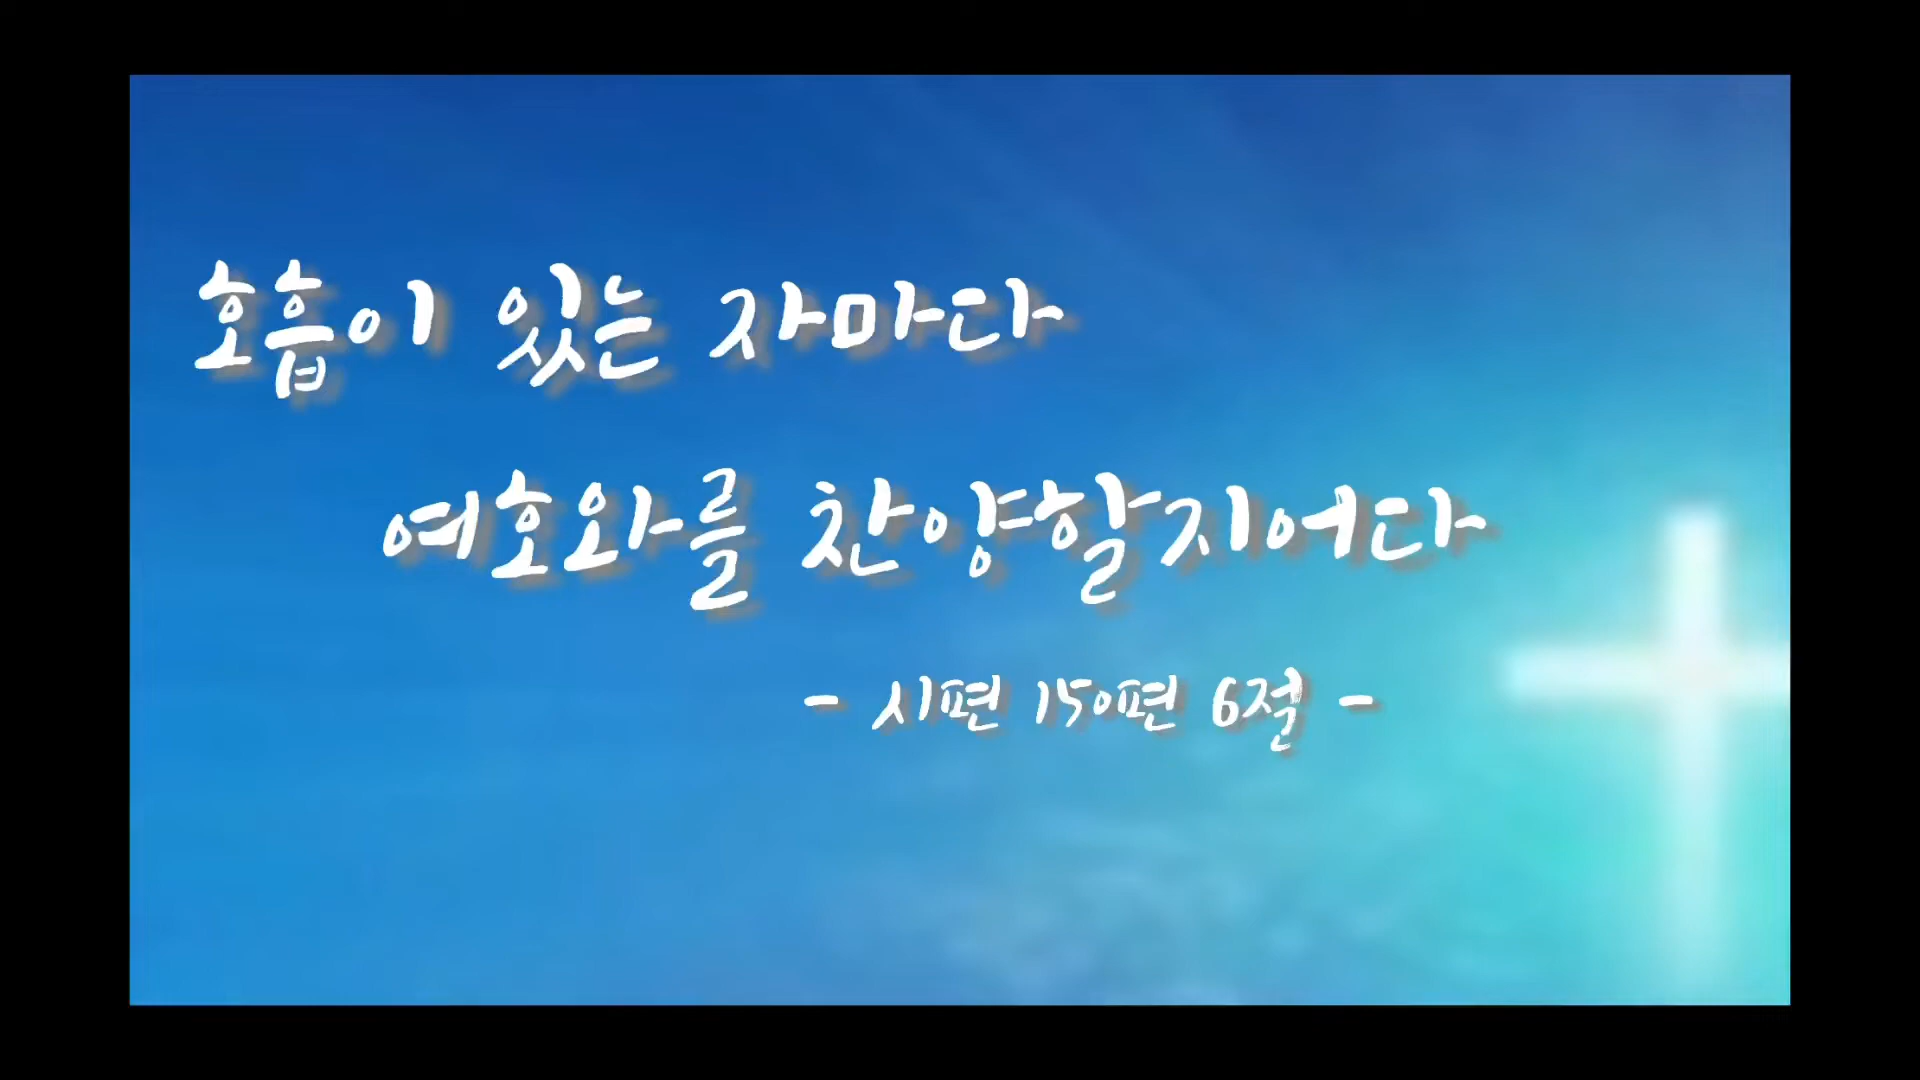 호흡이 있는 자마다
여호와를 찬양할지어다
- 시편 150편 6절 -